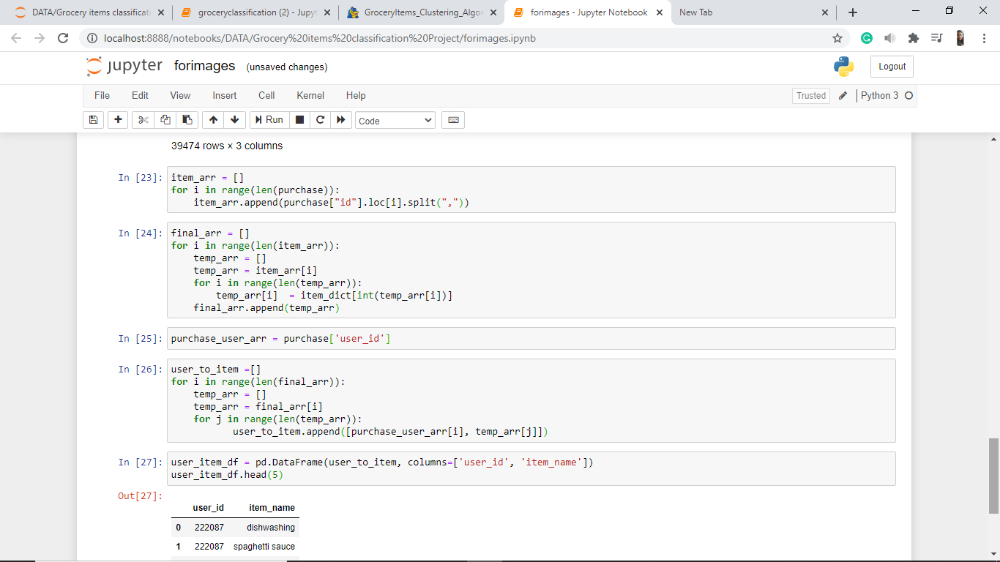 DATA/Grocery items classificati
groceryclassification (2) - Jupyt
GroceryItems_Clustering_Algor
forimages - Jupyter Notebook
New Tab
localhost:8888/notebooks/DATA/Grocery%20items%20classification%20Project/forimages.ipynb
jupyter forimages (unsaved changes)
Logout
File Edit View Insert Cell Kernel Help
Trusted Python 3
Run Code
39474 rows × 3 columns
In [23]: item_arr = []
for i in range(len(purchase)):
    item_arr.append(purchase["id"].loc[i].split(","))
In [24]: final_arr = []
for i in range(len(item_arr)):
    temp_arr = []
    temp_arr = item_arr[i]
    for i in range(len(temp_arr)):
        temp_arr[i]  = item_dict[int(temp_arr[i])]
    final_arr.append(temp_arr)
In [25]: purchase_user_arr = purchase['user_id']
In [26]: user_to_item =[]
for i in range(len(final_arr)):
    temp_arr = []
    temp_arr = final_arr[i]
    for j in range(len(temp_arr)):
           user_to_item.append([purchase_user_arr[i], temp_arr[j]])
In [27]: user_item_df = pd.DataFrame(user_to_item, columns=['user_id', 'item_name'])
user_item_df.head(5)
Out[27]:
user_id item_name
0 222087 dishwashing
1 222087 spaghetti sauce